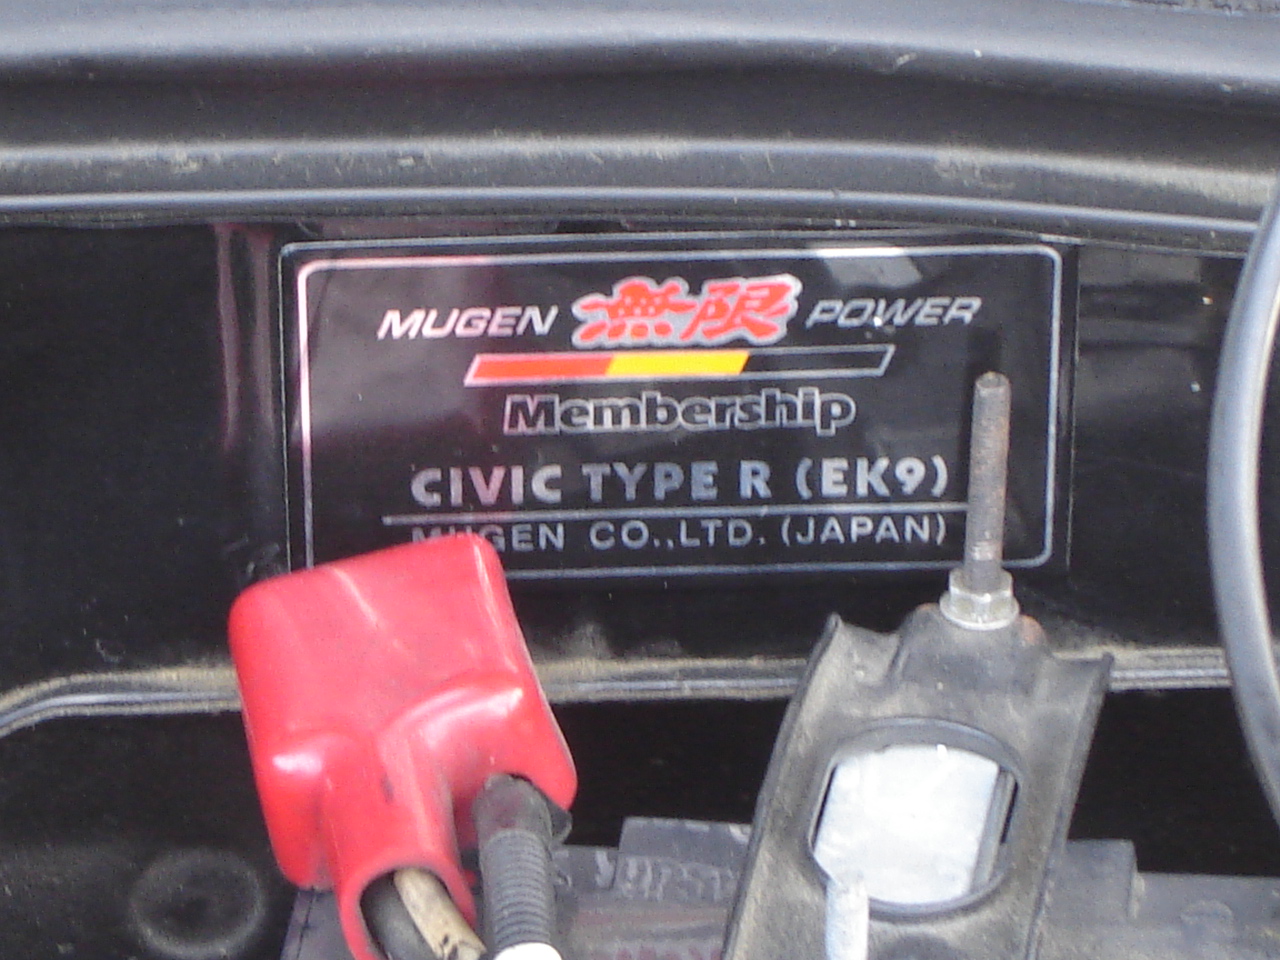 MUGEN 無限 POWER
Membership
CIVIC TYPE R (EK9)
MUGEN CO.,LTD. (JAPAN)